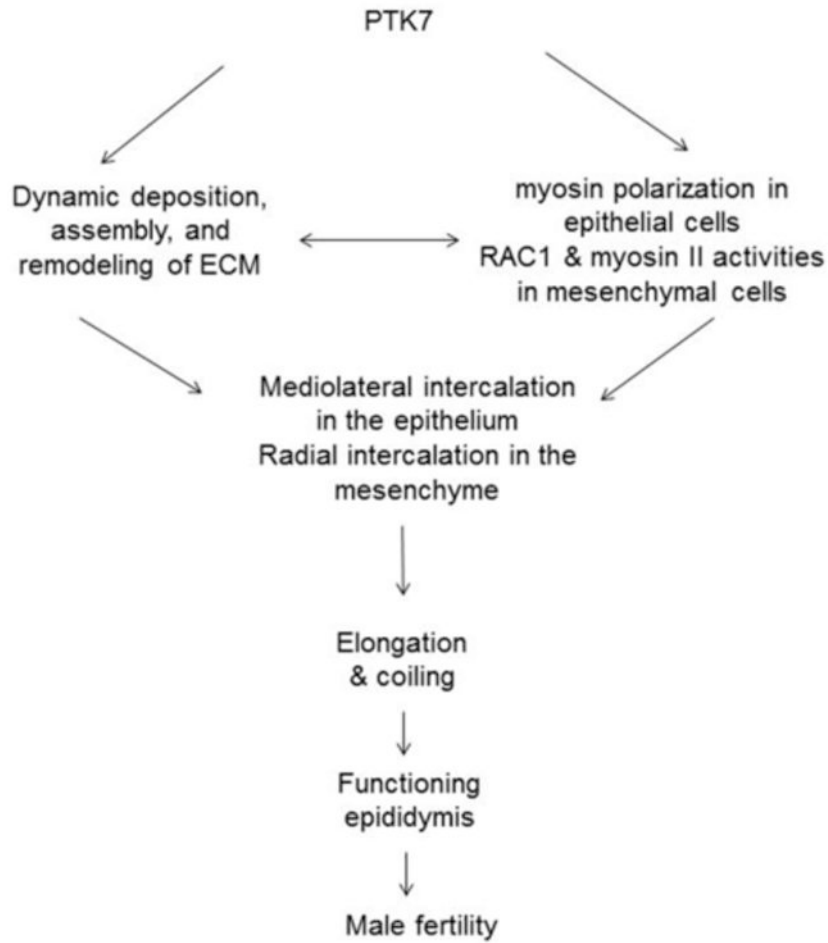 PTK7
Dynamic deposition,
assembly, and
remodeling of ECM
myosin polarization in
epithelial cells
RAC1 & myosin II activities
in mesenchymal cells
Mediolateral intercalation
in the epithelium
Radial intercalation in the
mesenchyme
Elongation
& coiling
Functioning
epididymis
Male fertility